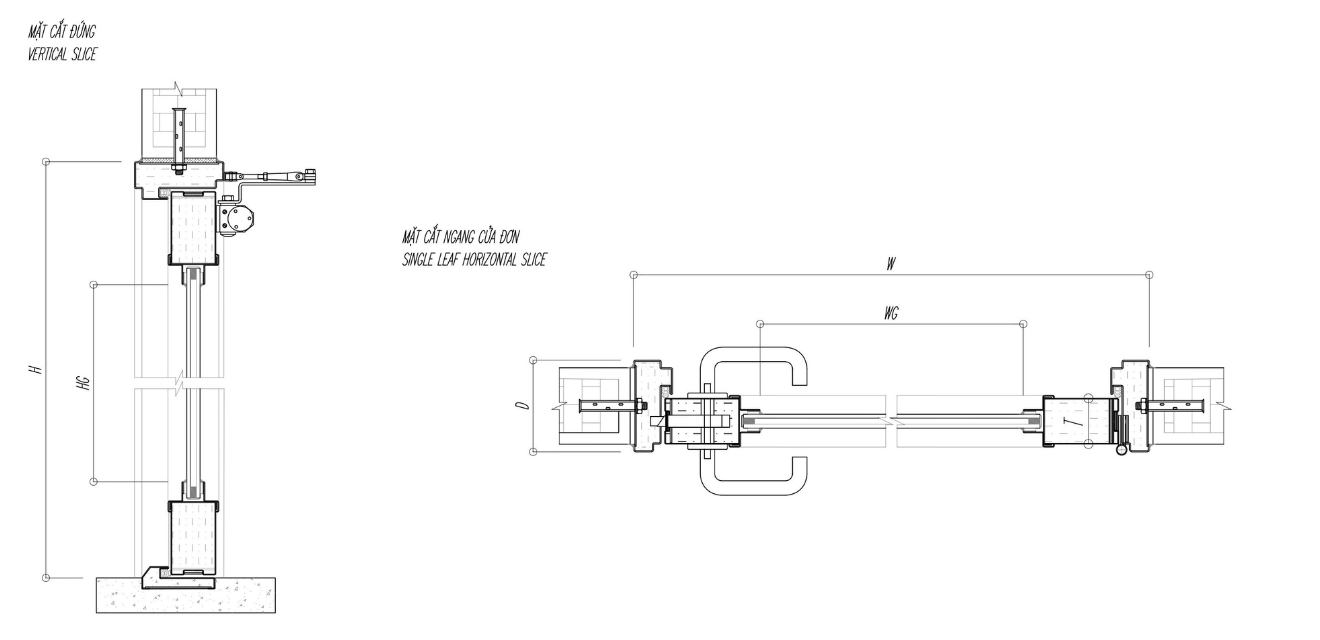 MẶT CẮT ĐỨNG
VERTICAL SLICE
MẶT CẮT NGANG CỬA ĐƠN
SINGLE LEAF HORIZONTAL SLICE
W
WG
H
HG
D
T